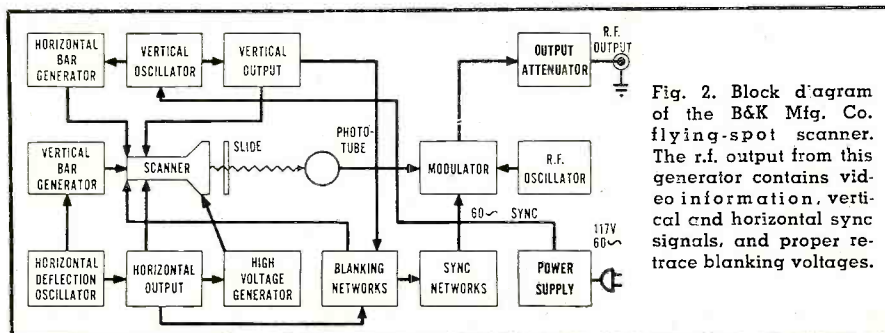 HORIZONTAL
BAR
GENERATOR
VERTICAL
OSCILLATOR
VERTICAL
OUTPUT
OUTPUT
ATTENUATOR
R.F.
OUTPUT
VERTICAL
BAR
GENERATOR
SCANNER
SLIDE
PHOTO-
TUBE
MODULATOR
R.F.
OSCILLATOR
60~ SYNC
117V
60~
HORIZONTAL
DEFLECTION
OSCILLATOR
HORIZONTAL
OUTPUT
HIGH
VOLTAGE
GENERATOR
BLANKING
NETWORKS
SYNC
NETWORKS
POWER
SUPPLY
Fig. 2. Block diagram
of the B&K Mfg. Co.
flying-spot scanner.
The r.f. output from this
generator contains vid-
eo information, verti-
cal and horizontal sync
signals, and proper re-
trace blanking voltages.